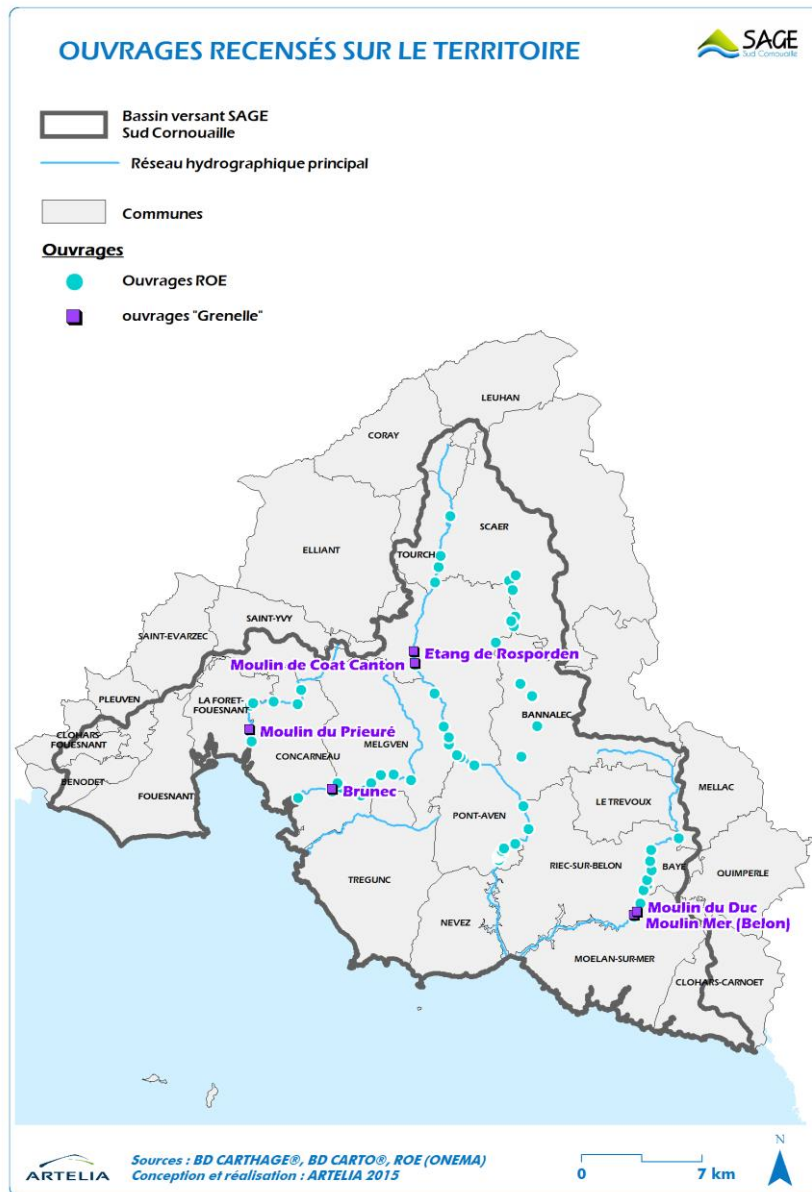 OUVRAGES RECENSÉS SUR LE TERRITOIRE
SAGE
Sud Cornouaille
Bassin versant SAGE
Sud Cornouaille
Réseau hydrographique principal
Communes
Ouvrages
Ouvrages ROE
ouvrages "Grenelle"
LEUHAN
CORAY
SCAER
ELLIANT
TOURCH
SAINT-YVY
SAINT-EVARZEC
Etang de Rosporden
Moulin de Coat Canton
PLEUVEN
LA FORET-
FOUESNANT
BANNALEC
Moulin du Prieuré
CLOHARS-
FOUESNANT
MELGVEN
CONCARNEAU
BENODET
FOUESNANT
Brunec
MELLAC
LE TREVOUX
PONT-AVEN
RIEC-SUR-BELON
BAYE
QUIMPERLE
TREGUNC
NEVEZ
Moulin du Duc
Moulin Mer (Belon)
MOELAN-SUR-MER
CLOHARS-CARNOET
ARTELIA
Sources : BD CARTHAGE®, BD CARTO®, ROE (ONEMA)
Conception et réalisation : ARTELIA 2015
0 7 km
N